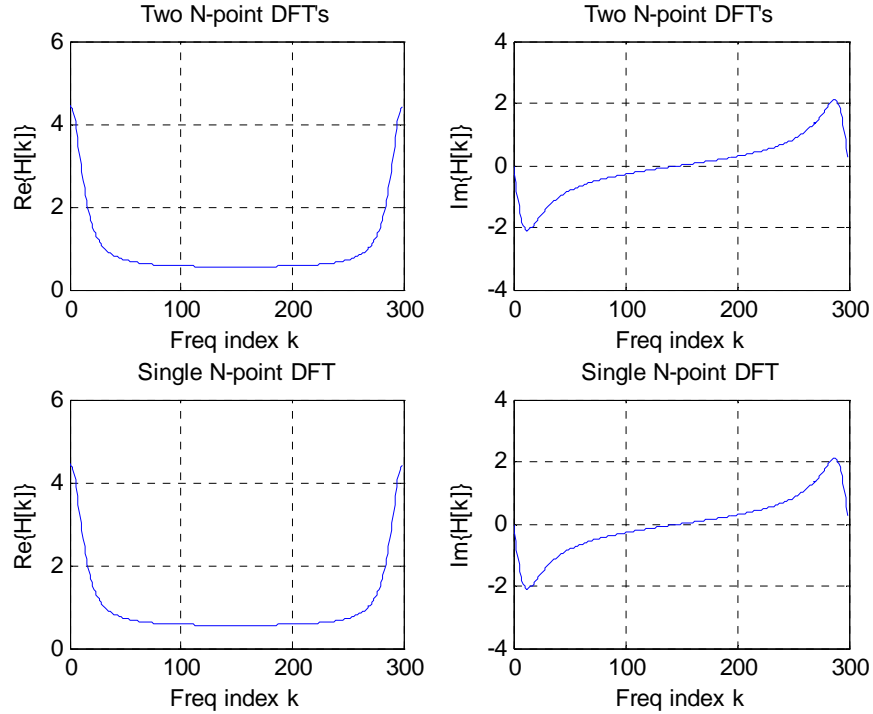 Two N-point DFT's
Re{H[k]}
6
4
2
0
0 100 200 300
Freq index k
Two N-point DFT's
Im{H[k]}
4
2
0
-2
-4
0 100 200 300
Freq index k
Single N-point DFT
Re{H[k]}
6
4
2
0
0 100 200 300
Freq index k
Single N-point DFT
Im{H[k]}
4
2
0
-2
-4
0 100 200 300
Freq index k